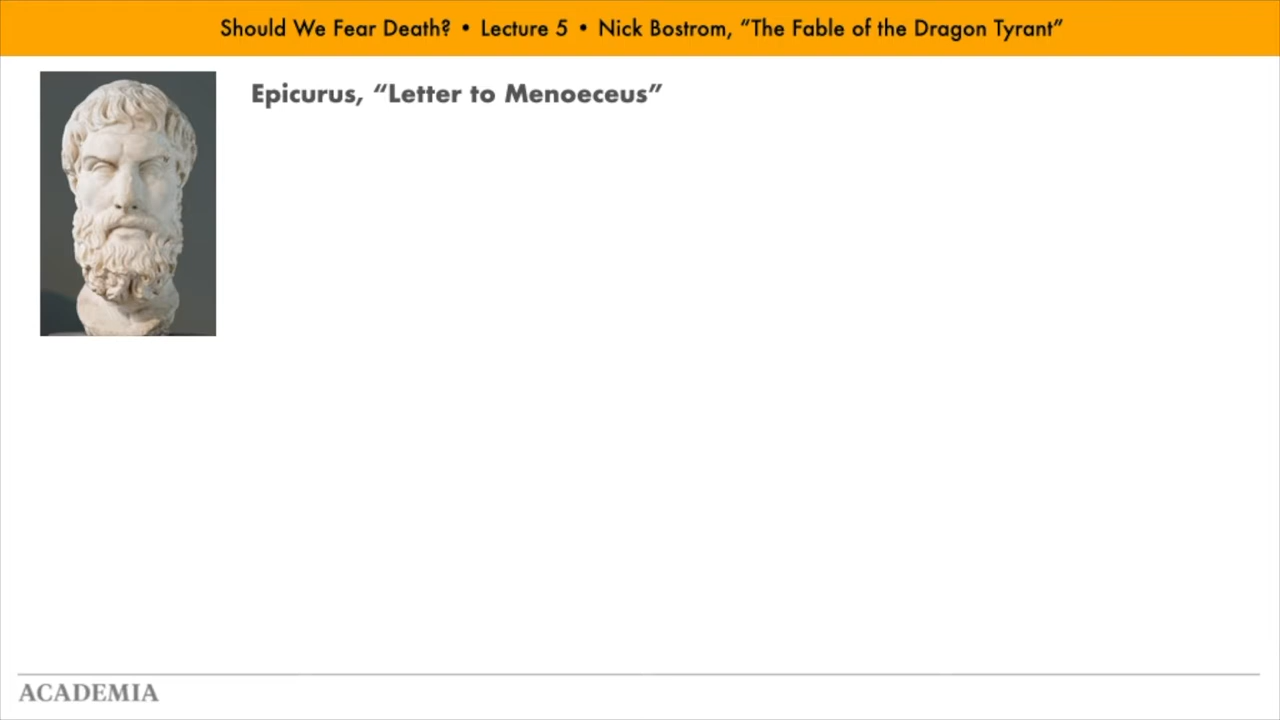 Should We Fear Death? • Lecture 5 • Nick Bostrom, “The Fable of the Dragon Tyrant”
Epicurus, “Letter to Menoeceus”
ACADEMIA